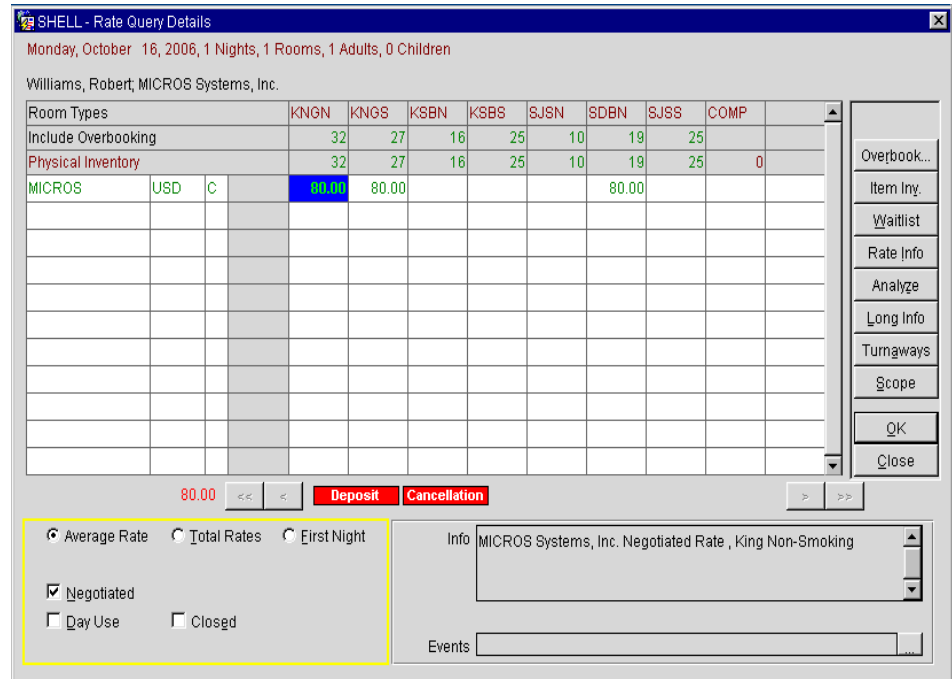 SHELL - Rate Query Details
Monday, October 16, 2006, 1 Nights, 1 Rooms, 1 Adults, 0 Children
Williams, Robert; MICROS Systems, Inc.
Room Types KNGN KNGS KSBN KSBS SJSN SDBN SJSS COMP
Include Overbooking 32 27 16 25 10 19 25
Physical Inventory 32 27 16 25 10 19 25 0
MICROS USD C 80.00 80.00 80.00
Overbook...
Item Inv.
Waitlist
Rate Info
Analyze
Long Info
Turnaways
Scope
OK
Close
80.00 << < Deposit Cancellation > >>
Average Rate Total Rates First Night
Negotiated
Day Use Closed
Info MICROS Systems, Inc. Negotiated Rate , King Non-Smoking
Events ...